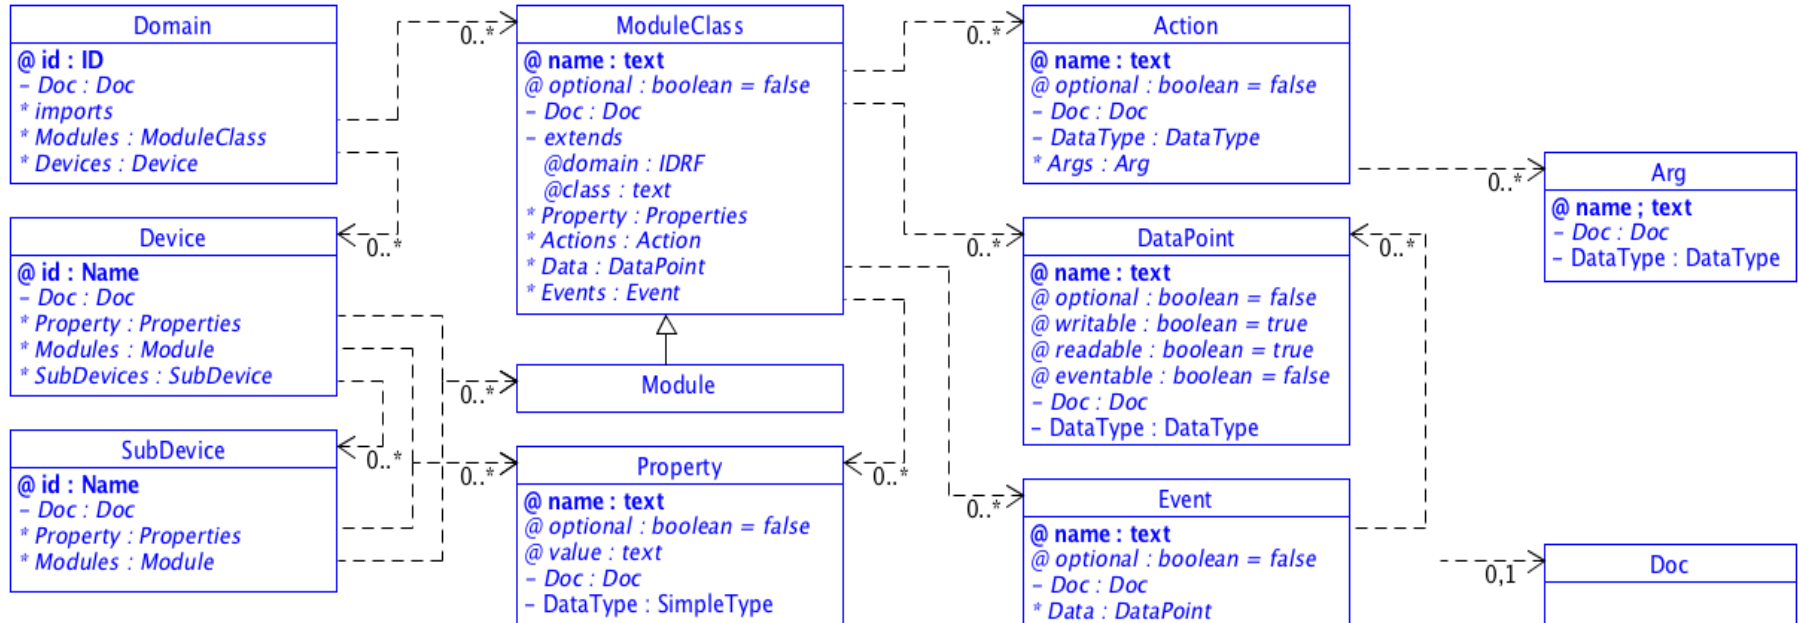 Domain
@ id : ID
– Doc : Doc
* imports
* Modules : ModuleClass
* Devices : Device
0..*
0..*
Device
@ id : Name
– Doc : Doc
* Property : Properties
* Modules : Module
* SubDevices : SubDevice
0..*
0..*
0..*
SubDevice
@ id : Name
– Doc : Doc
* Property : Properties
* Modules : Module
ModuleClass
@ name : text
@ optional : boolean = false
– Doc : Doc
– extends
@domain : IDRF
@class : text
* Property : Properties
* Actions : Action
* Data : DataPoint
* Events : Event
0..*
0..*
0..*
0..*
Module
Property
@ name : text
@ optional : boolean = false
@ value : text
– Doc : Doc
– DataType : SimpleType
Action
@ name : text
@ optional : boolean = false
– Doc : Doc
– DataType : DataType
* Args : Arg
0..*
Arg
@ name ; text
– Doc : Doc
– DataType : DataType
DataPoint
@ name : text
@ optional : boolean = false
@ writable : boolean = true
@ readable : boolean = true
@ eventable : boolean = false
– Doc : Doc
– DataType : DataType
0..*
Event
@ name : text
@ optional : boolean = false
– Doc : Doc
* Data : DataPoint
0,1
Doc